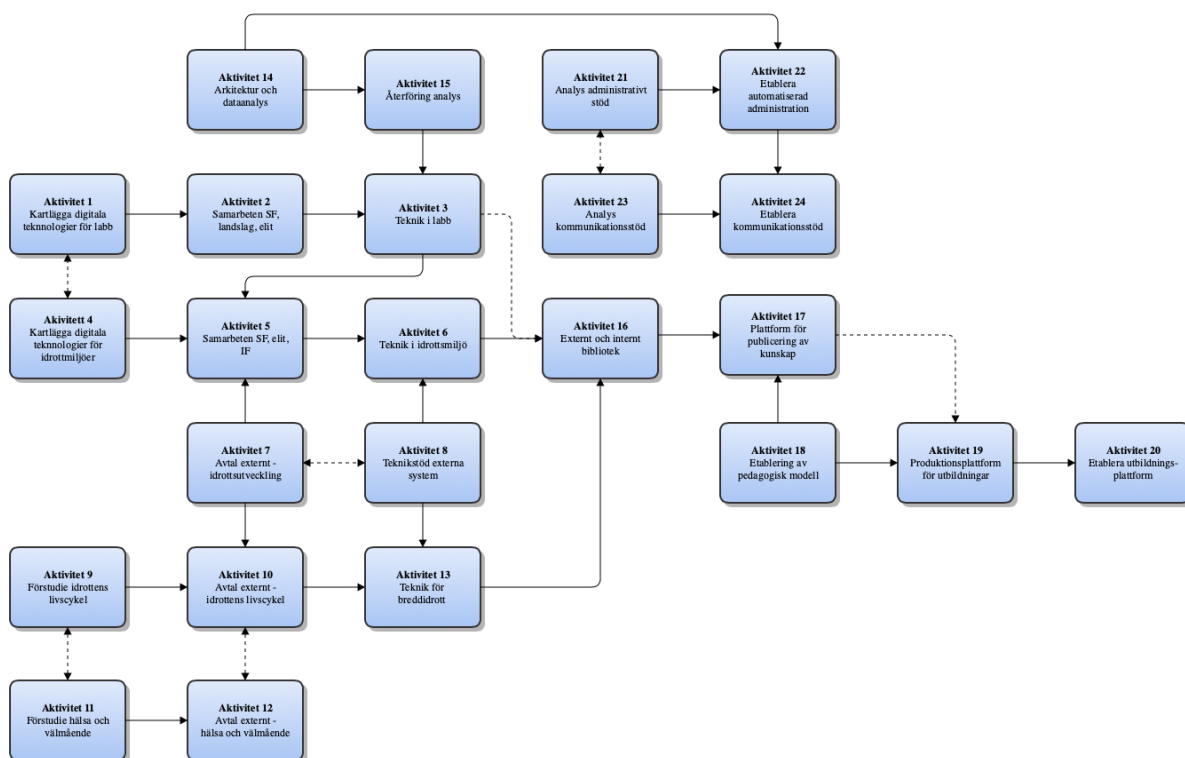 Aktivitet 14
Arkitektur och
dataanalys
Aktivitet 15
Återföring analys
Aktivitet 21
Analys administrativt
stöd
Aktivitet 22
Etablera
automatiserad
administration
Aktivitet 1
Kartlägga digitala
teknnologier för labb
Aktivitet 2
Samarbeten SF,
landslag, elit
Aktivitet 3
Teknik i labb
Aktivitet 23
Analys
kommunikationsstöd
Aktivitet 24
Etablera
kommunikationsstöd
Aktivitett 4
Kartlägga digitala
teknnologier för
idrottmiljöer
Aktivitet 5
Samarbeten SF, elit,
IF
Aktivitet 6
Teknik i idrottsmiljö
Aktivitet 16
Externt och internt
bibliotek
Aktivitet 17
Plattform för
publicering av
kunskap
Aktivitet 7
Avtal externt -
idrottsutveckling
Aktivitet 8
Teknikstöd externa
system
Aktivitet 18
Etablering av
pedagogisk modell
Aktivitet 19
Produktionsplattform
för utbildningar
Aktivitet 20
Etablera utbildnings-
plattform
Aktivitet 9
Förstudie idrottens
livscykel
Aktivitet 10
Avtal externt -
idrottens livscykel
Aktivitet 13
Teknik för
breddidrott
Aktivitet 11
Förstudie hälsa och
välmående
Aktivitet 12
Avtal externt -
hälsa och välmående